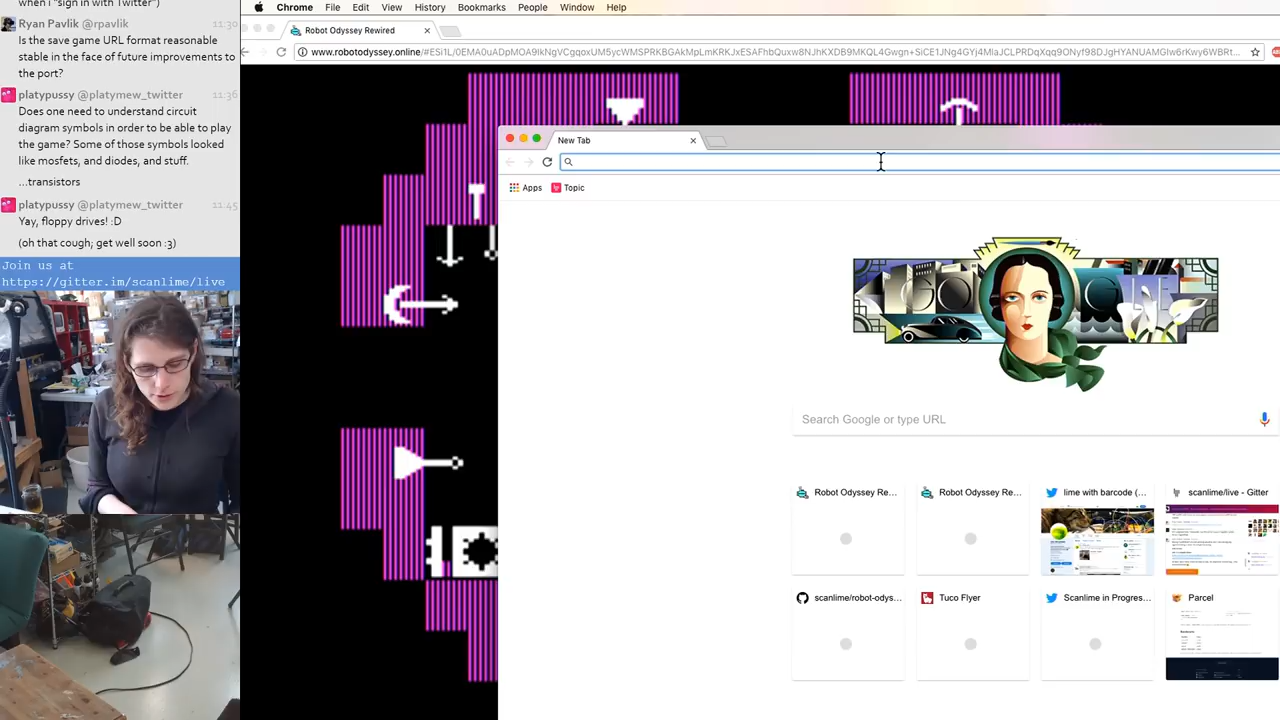 when i "sign in with Twitter")
Ryan Pavlik @rpavlik 11:30
Is the save game URL format reasonable
stable in the face of future improvements to
the port?
platypussy @platymew_twitter 11:36
Does one need to understand circuit
diagram symbols in order to be able to play
the game? Some of those symbols looked
like mosfets, and diodes, and stuff.
...transistors
platypussy @platymew_twitter 11:45
Yay, floppy drives! :D
(oh that cough; get well soon :3)
Join us at
https://gitter.im/scanlime/live
Chrome File Edit View History Bookmarks People Window Help
Robot Odyssey Rewired
www.robotodyssey.online/
New Tab
Apps Topic
Search Google or type URL
Robot Odyssey Re... Robot Odyssey Re... lime with barcode (... scanlime/live - Gitter
scanlime/robot-odys... Tuco Flyer Scanlime in Progres... Parcel